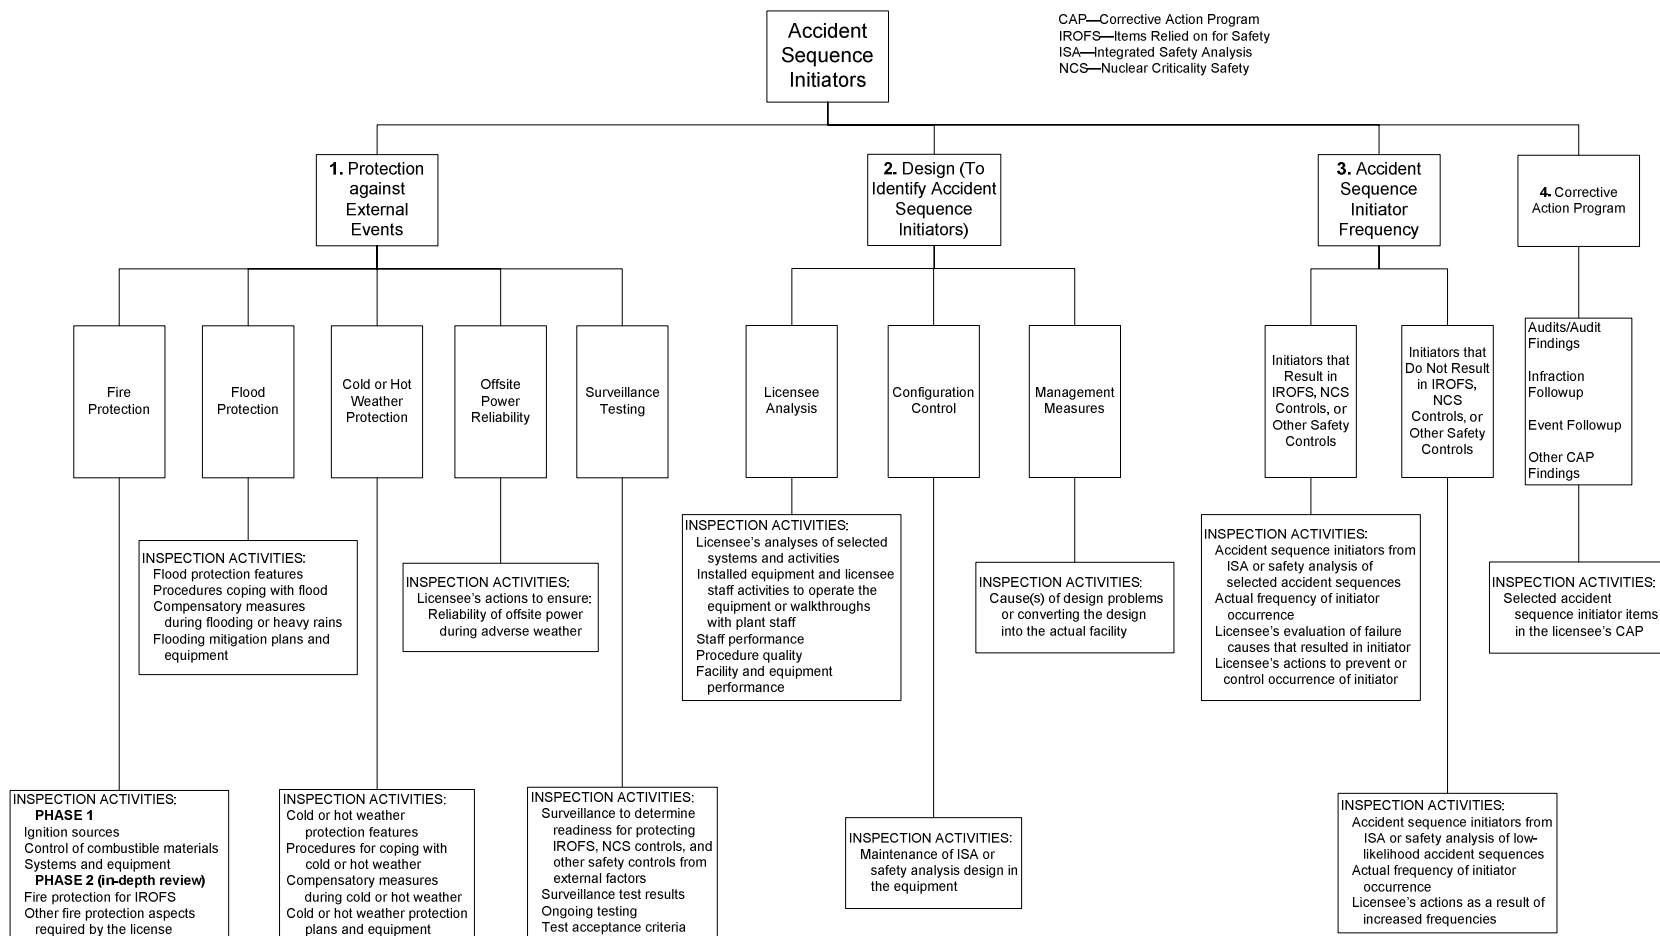 Accident
Sequence
Initiators
CAP—Corrective Action Program
IROFS—Items Relied on for Safety
ISA—Integrated Safety Analysis
NCS—Nuclear Criticality Safety
1. Protection
against
External
Events
2. Design (To
Identify Accident
Sequence
Initiators)
3. Accident
Sequence
Initiator
Frequency
4. Corrective
Action Program
Fire
Protection
Flood
Protection
Cold or Hot
Weather
Protection
Offsite
Power
Reliability
Surveillance
Testing
Licensee
Analysis
Configuration
Control
Management
Measures
Initiators that
Result in
IROFS, NCS
Controls, or
Other Safety
Controls
Initiators that
Do Not Result
in IROFS,
NCS
Controls, or
Other Safety
Controls
Audits/Audit
Findings
Infraction
Followup
Event Followup
Other CAP
Findings
INSPECTION ACTIVITIES:
Flood protection features
Procedures coping with flood
Compensatory measures
during flooding or heavy rains
Flooding mitigation plans and
equipment
INSPECTION ACTIVITIES:
Licensee's actions to ensure:
Reliability of offsite power
during adverse weather
INSPECTION ACTIVITIES:
Licensee's analyses of selected
systems and activities
Installed equipment and licensee
staff activities to operate the
equipment or walkthroughs
with plant staff
Staff performance
Procedure quality
Facility and equipment
performance
INSPECTION ACTIVITIES:
Cause(s) of design problems
or converting the design
into the actual facility
INSPECTION ACTIVITIES:
Accident sequence initiators from
ISA or safety analysis of
selected accident sequences
Actual frequency of initiator
occurrence
Licensee's evaluation of failure
causes that resulted in initiator
Licensee's actions to prevent or
control occurrence of initiator
INSPECTION ACTIVITIES:
Selected accident
sequence initiator items
in the licensee's CAP
INSPECTION ACTIVITIES:
PHASE 1
Ignition sources
Control of combustible materials
Systems and equipment
PHASE 2 (in-depth review)
Fire protection for IROFS
Other fire protection aspects
required by the license
INSPECTION ACTIVITIES:
Cold or hot weather
protection features
Procedures for coping with
cold or hot weather
Compensatory measures
during cold or hot weather
Cold or hot weather protection
plans and equipment
INSPECTION ACTIVITIES:
Surveillance to determine
readiness for protecting
IROFS, NCS controls, and
other safety controls from
external factors
Surveillance test results
Ongoing testing
Test acceptance criteria
INSPECTION ACTIVITIES:
Maintenance of ISA or
safety analysis design in
the equipment
INSPECTION ACTIVITIES:
Accident sequence initiators from
ISA or safety analysis of low-
likelihood accident sequences
Actual frequency of initiator
occurrence
Licensee's actions as a result of
increased frequencies